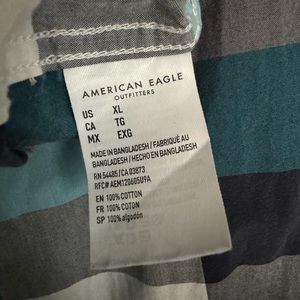 AMERICAN EAGLE
OUTFITTERS
US XL
CA TG
MX EXG
MADE IN BANGLADESH / FABRIQUÉ AU
BANGLADESH / HECHO EN BANGLADESH
RN 54485 / CA 03873
RFC# AEM120605U9A
EN 100% COTTON
FR 100% COTON
SP 100% algodón